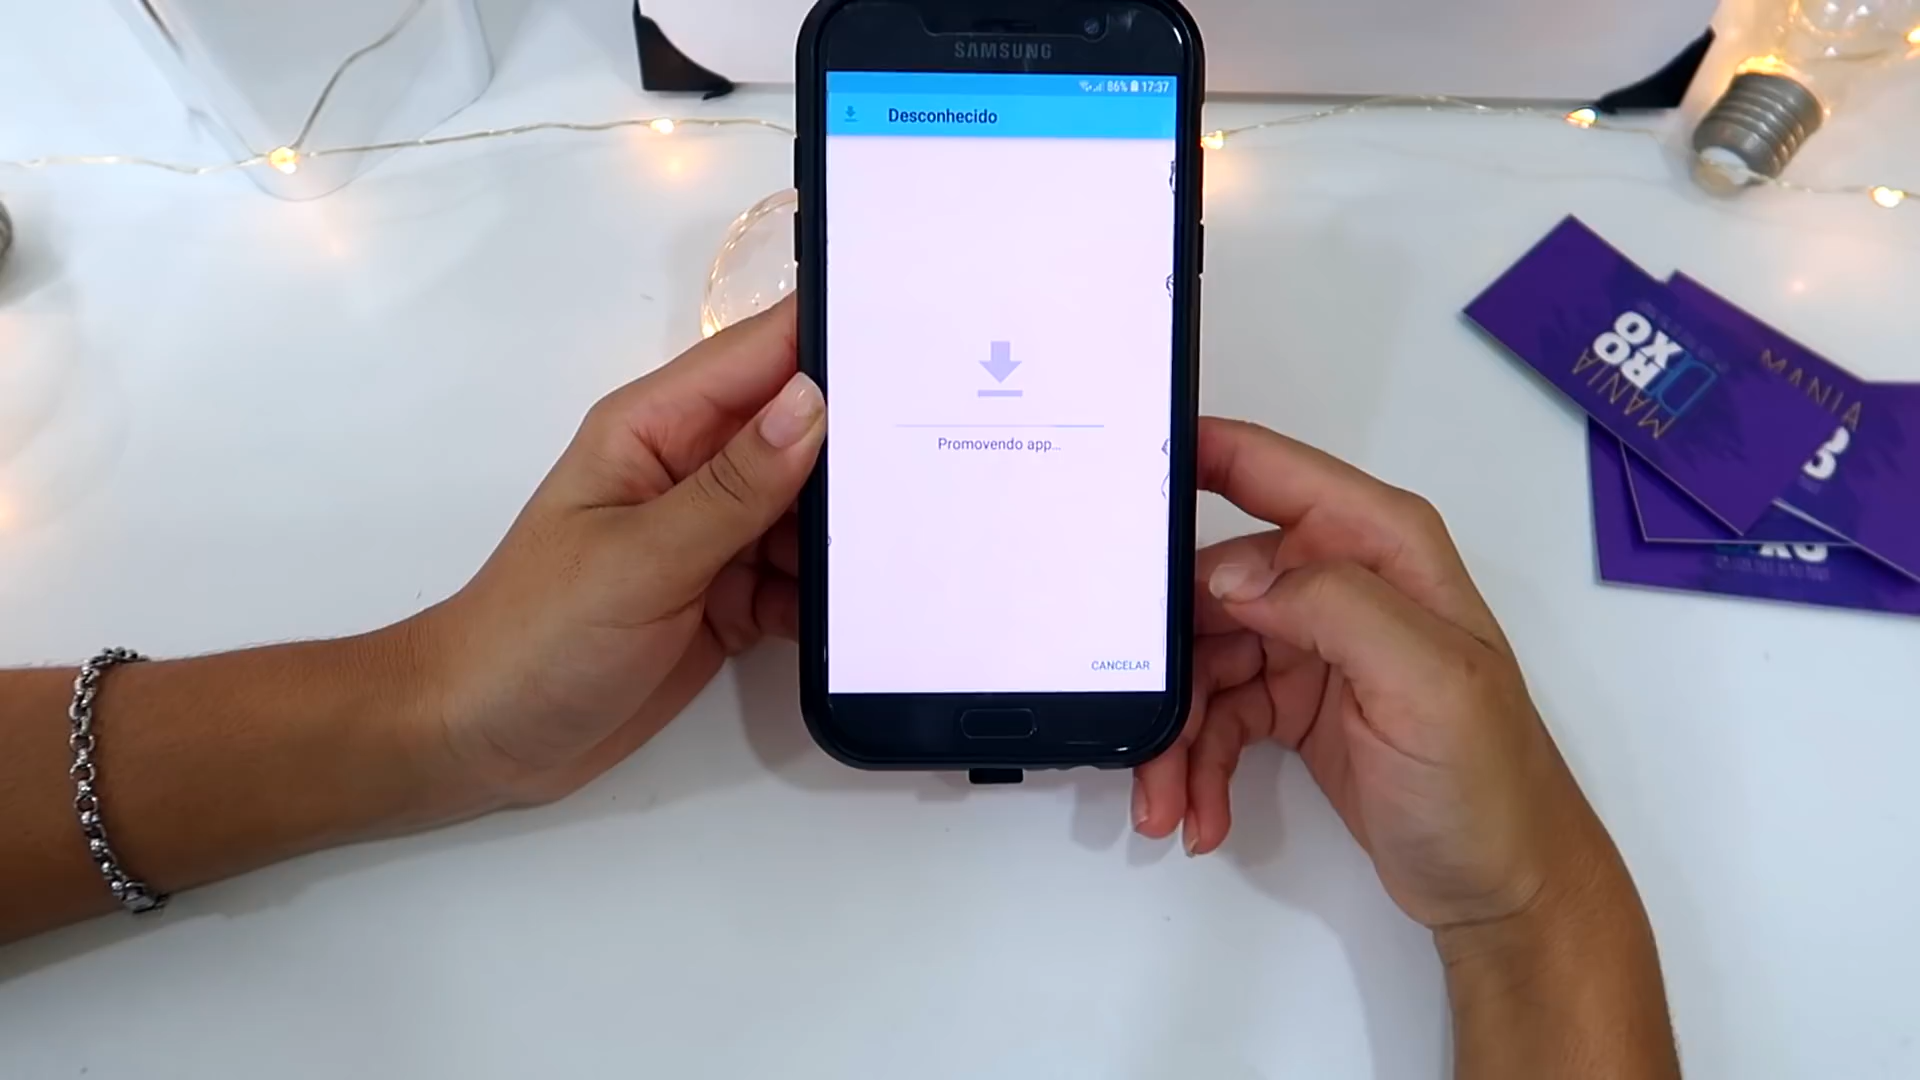 SAMSUNG
86% 17:37
Desconhecido
Promovendo app...
CANCELAR
MANIA
ROXO
MANIA